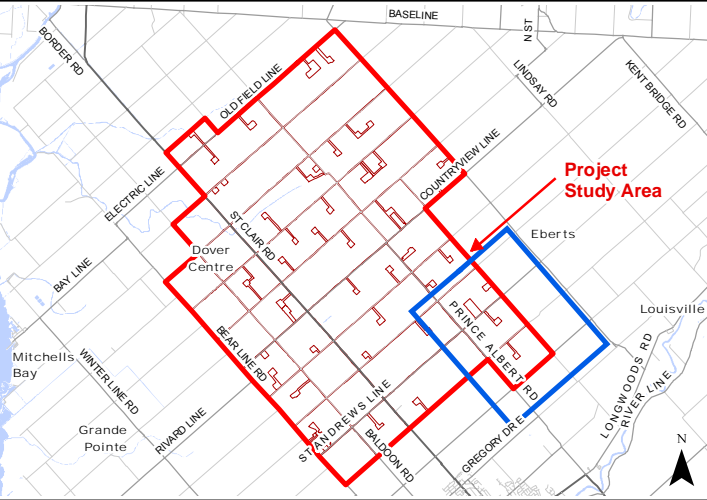 BASELINE
BORDER RD
N ST
OLD FIELD LINE
LINDSAY RD
KENT BRIDGE RD
COUNTRYVIEW LINE
Project
Study Area
ELECTRIC LINE
ST CLAIR RD
Eberts
Dover
Centre
BAY LINE
Louisville
PRINCE ALBERT RD
BEAR LINE RD
Mitchells
Bay
WINTER LINE RD
LONGWOODS RD
RIVER LINE
Grande
Pointe
RIVARD LINE
ST ANDREWS LINE
BALDOON RD
GREGORY DR E
N